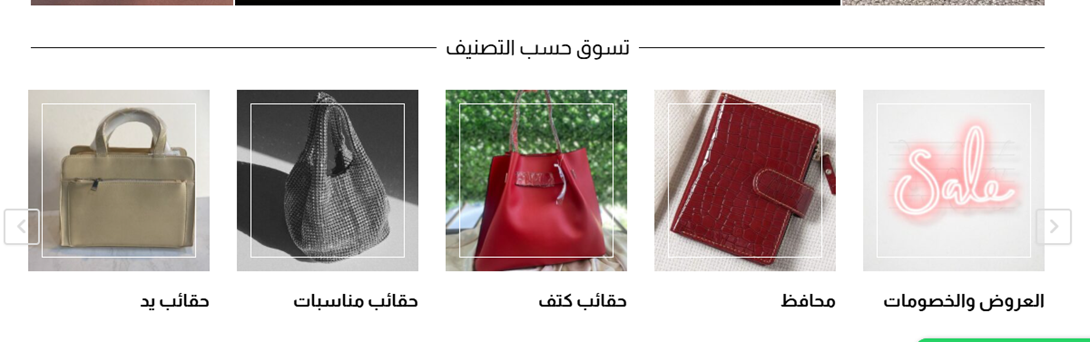 تسوق حسب التصنيف
Sale
العروض والخصومات
محافظ
حقائب كتف
حقائب مناسبات
حقائب يد